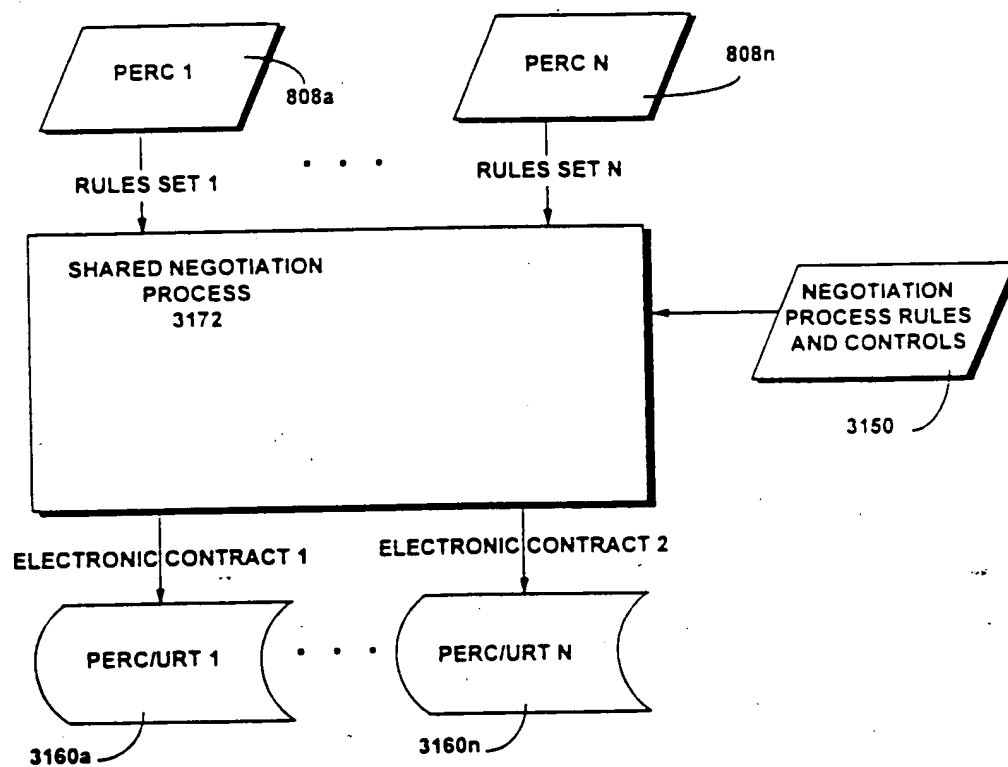 PERC 1
808a
PERC N
808n
RULES SET 1
RULES SET N
SHARED NEGOTIATION
PROCESS
3172
NEGOTIATION
PROCESS RULES
AND CONTROLS
3150
ELECTRONIC CONTRACT 1
ELECTRONIC CONTRACT 2
PERC/URT 1
PERC/URT N
3160a
3160n